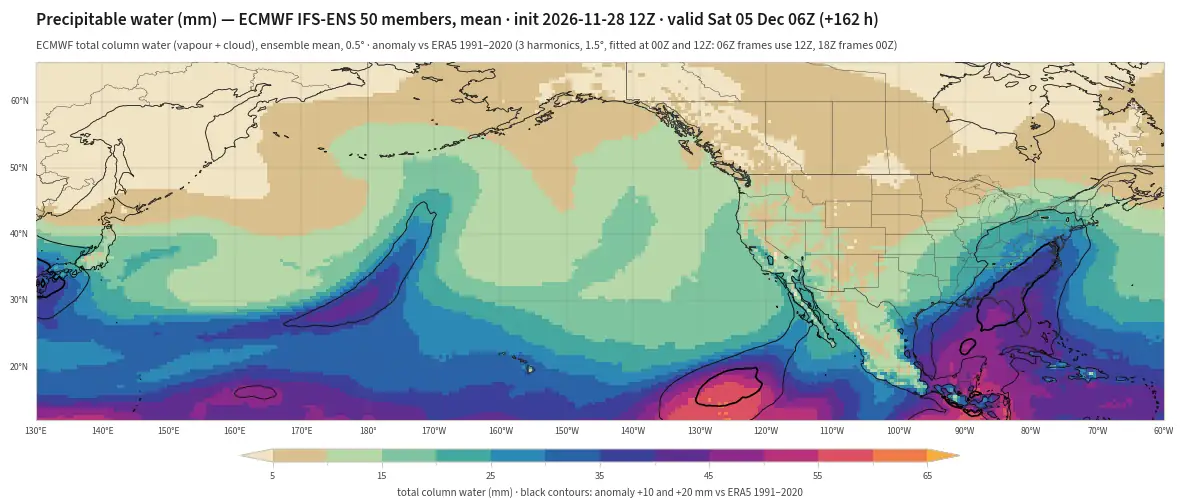 Precipitable water (mm) — ECMWF IFS-ENS 50 members, mean · init 2026-11-28 12Z · valid Sat 05 Dec 06Z (+162 h)
ECMWF total column water (vapour + cloud), ensemble mean, 0.5° · anomaly vs ERA5 1991–2020 (3 harmonics, 1.5°, fitted at 00Z and 12Z: 06Z frames use 12Z, 18Z frames 00Z)
60°N
50°N
40°N
30°N
20°N
130°E 140°E 150°E 160°E 170°E 180° 170°W 160°W 150°W 140°W 130°W 120°W 110°W 100°W 90°W 80°W 70°W 60°W
5 15 25 35 45 55 65
total column water (mm) · black contours: anomaly +10 and +20 mm vs ERA5 1991–2020